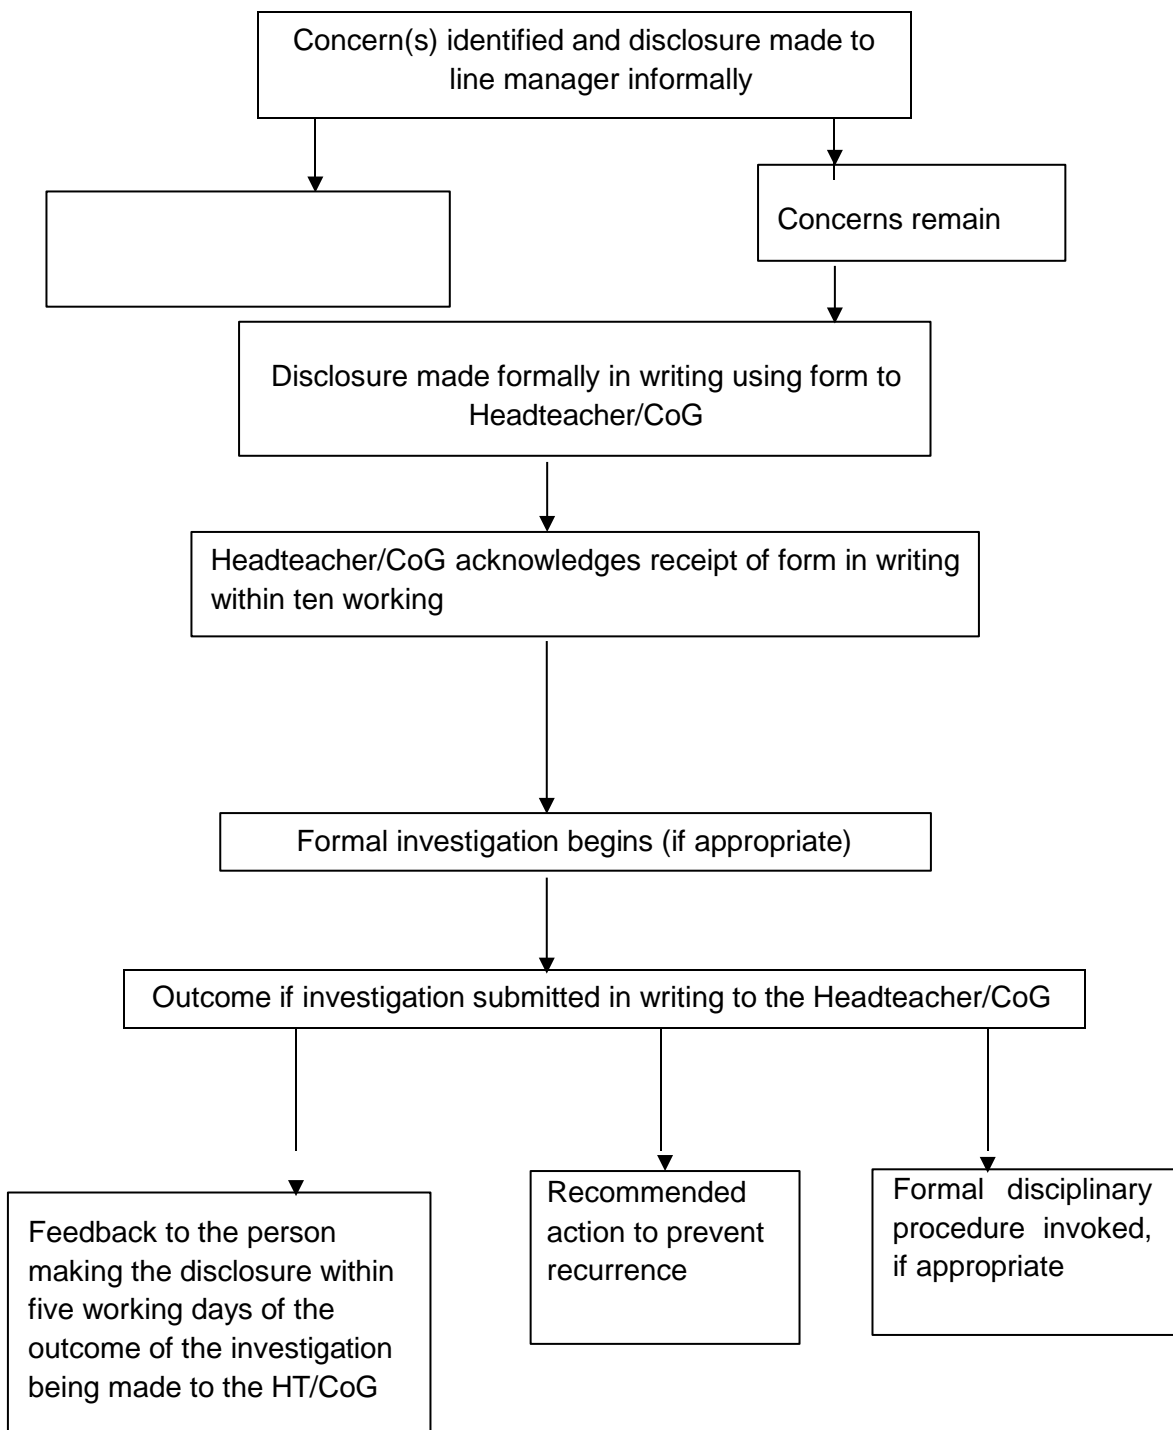 Concern(s) identified and disclosure made to
line manager informally
Concerns remain
Disclosure made formally in writing using form to
Headteacher/CoG
Headteacher/CoG acknowledges receipt of form in writing
within ten working
Formal investigation begins (if appropriate)
Outcome if investigation submitted in writing to the Headteacher/CoG
Feedback to the person
making the disclosure within
five working days of the
outcome of the investigation
being made to the HT/CoG
Recommended
action to prevent
recurrence
Formal disciplinary
procedure invoked,
if appropriate